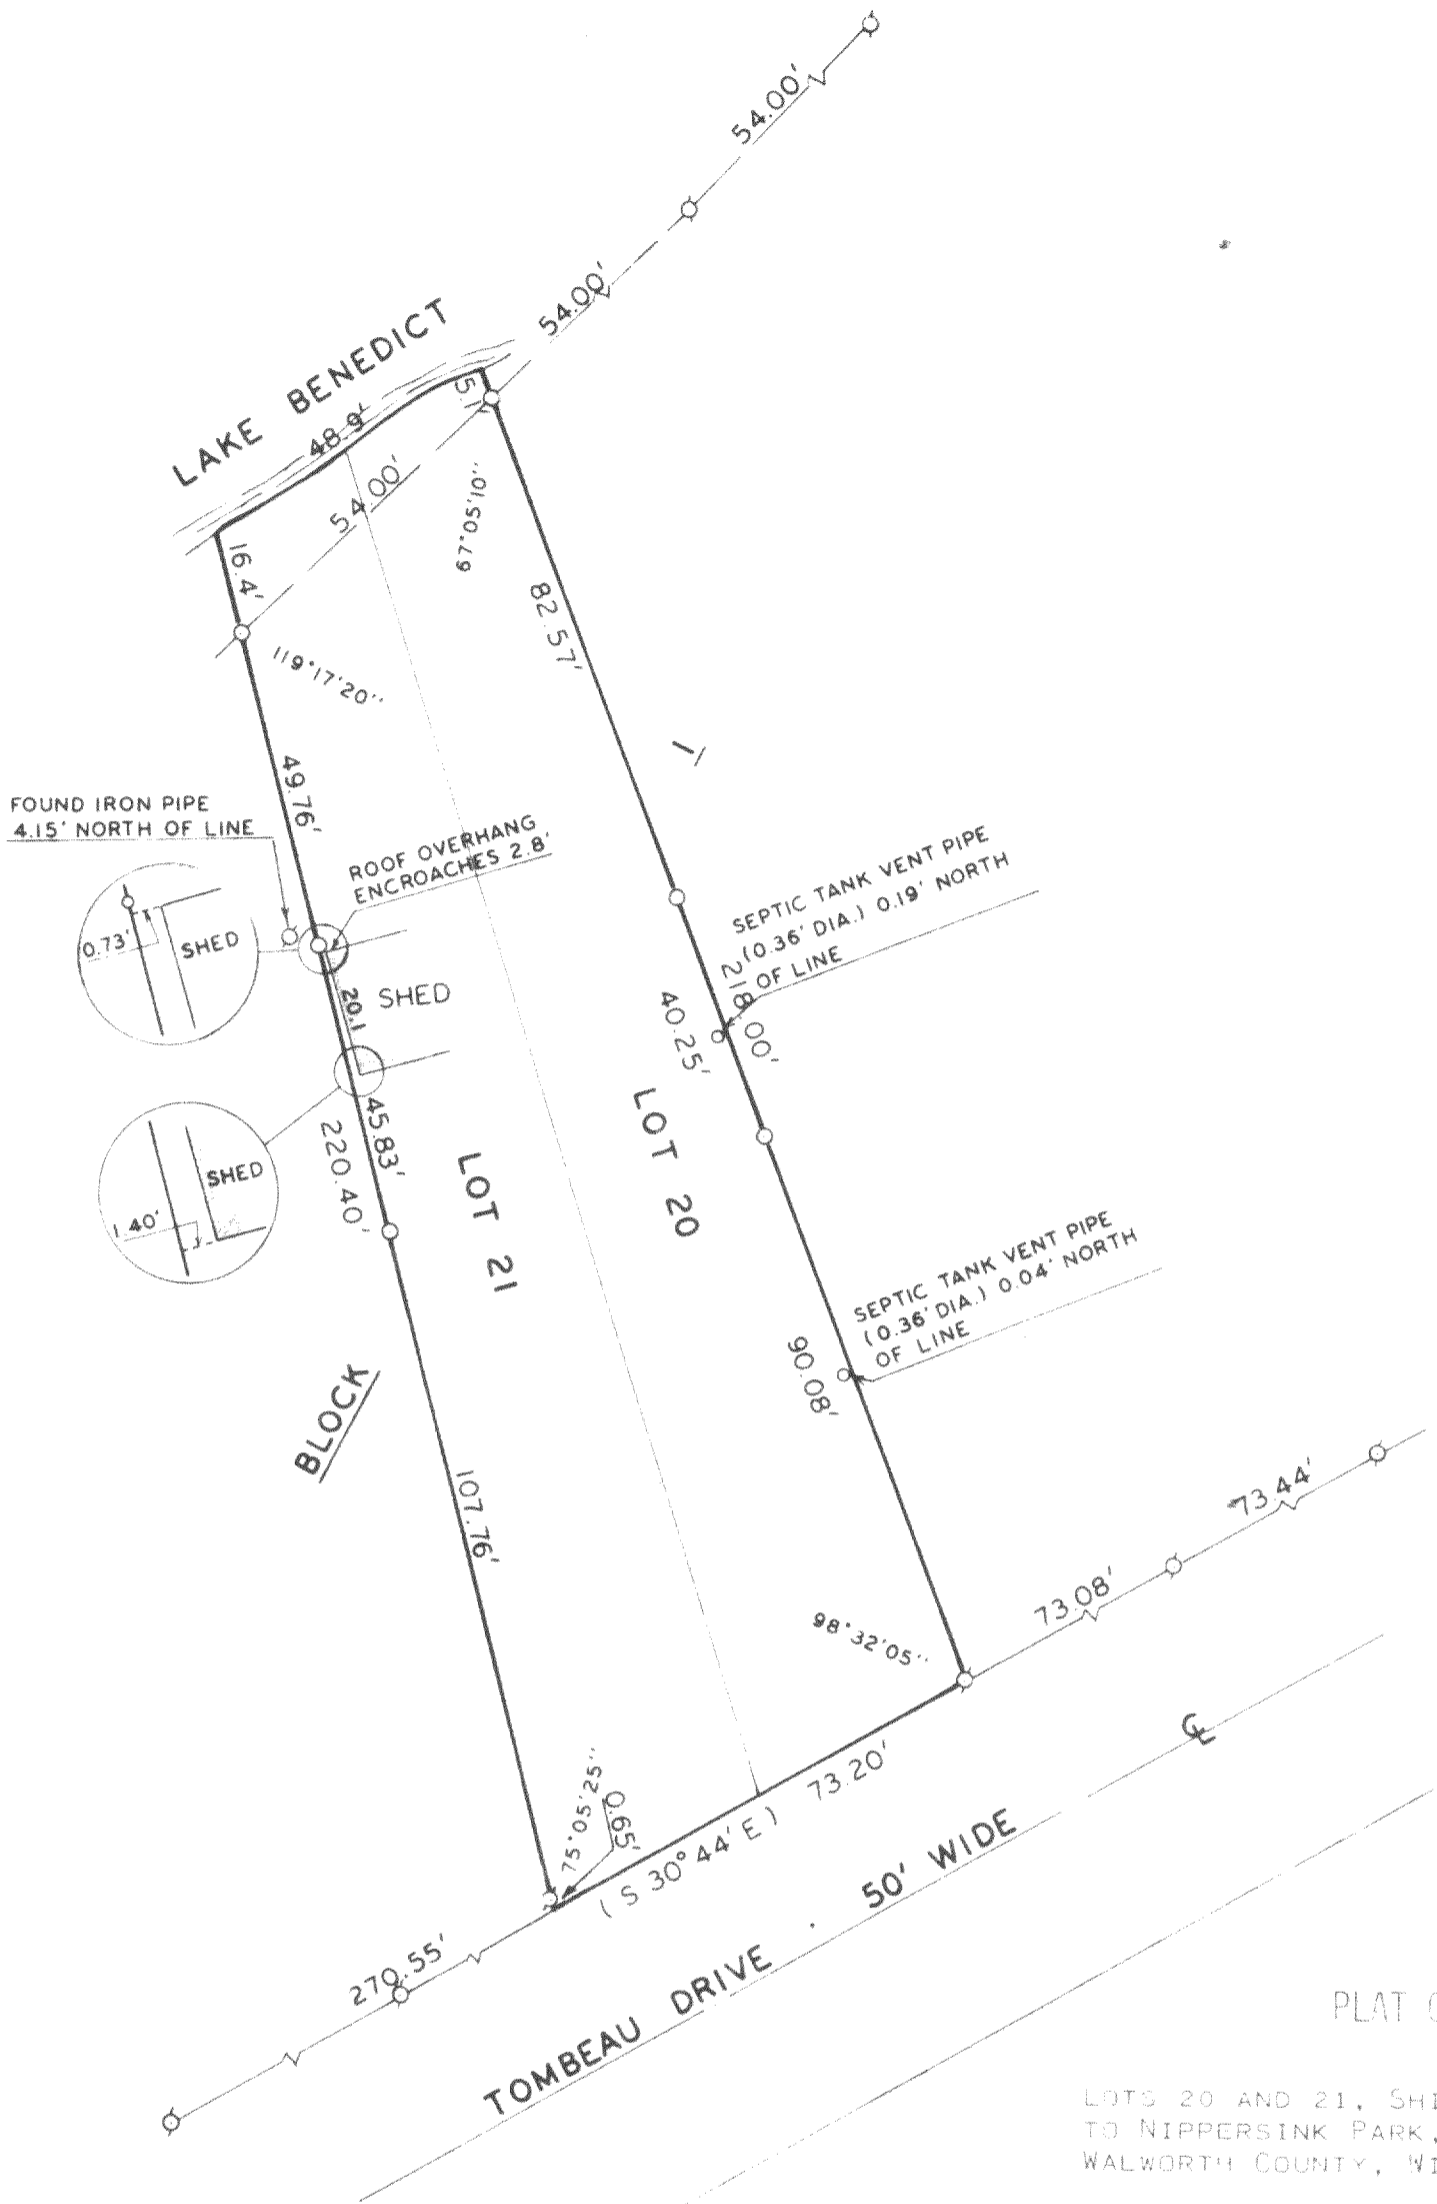 54.00'
54.00'
LAKE BENEDICT
48.9'
5.1'
54.00'
67°05'10"
16.4'
119°17'20"
82.57'
1
49.76'
FOUND IRON PIPE
4.15' NORTH OF LINE
ROOF OVERHANG
ENCROACHES 2.8'
0.73'
SHED
SEPTIC TANK VENT PIPE
(0.36' DIA.) 0.19' NORTH
OF LINE
20.1
SHED
40.25'
218.00'
45.83'
220.40'
SHED
1.40'
LOT 21
LOT 20
SEPTIC TANK VENT PIPE
(0.36' DIA.) 0.04' NORTH
OF LINE
90.08'
BLOCK
107.76'
73.44'
73.08'
98°32'05"
75°05'25"
0.65'
(S 30° 44' E) 73.20'
270.55'
TOMBEAU DRIVE . 50' WIDE
℄
PLAT
LOTS 20 AND 21,
TO NIPPERSINK PARK,
WALWORTH COUNTY,